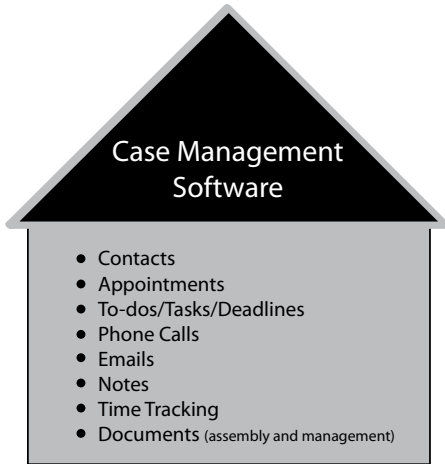 Case Management
Software
• Contacts
• Appointments
• To-dos/Tasks/Deadlines
• Phone Calls
• Emails
• Notes
• Time Tracking
• Documents (assembly and management)